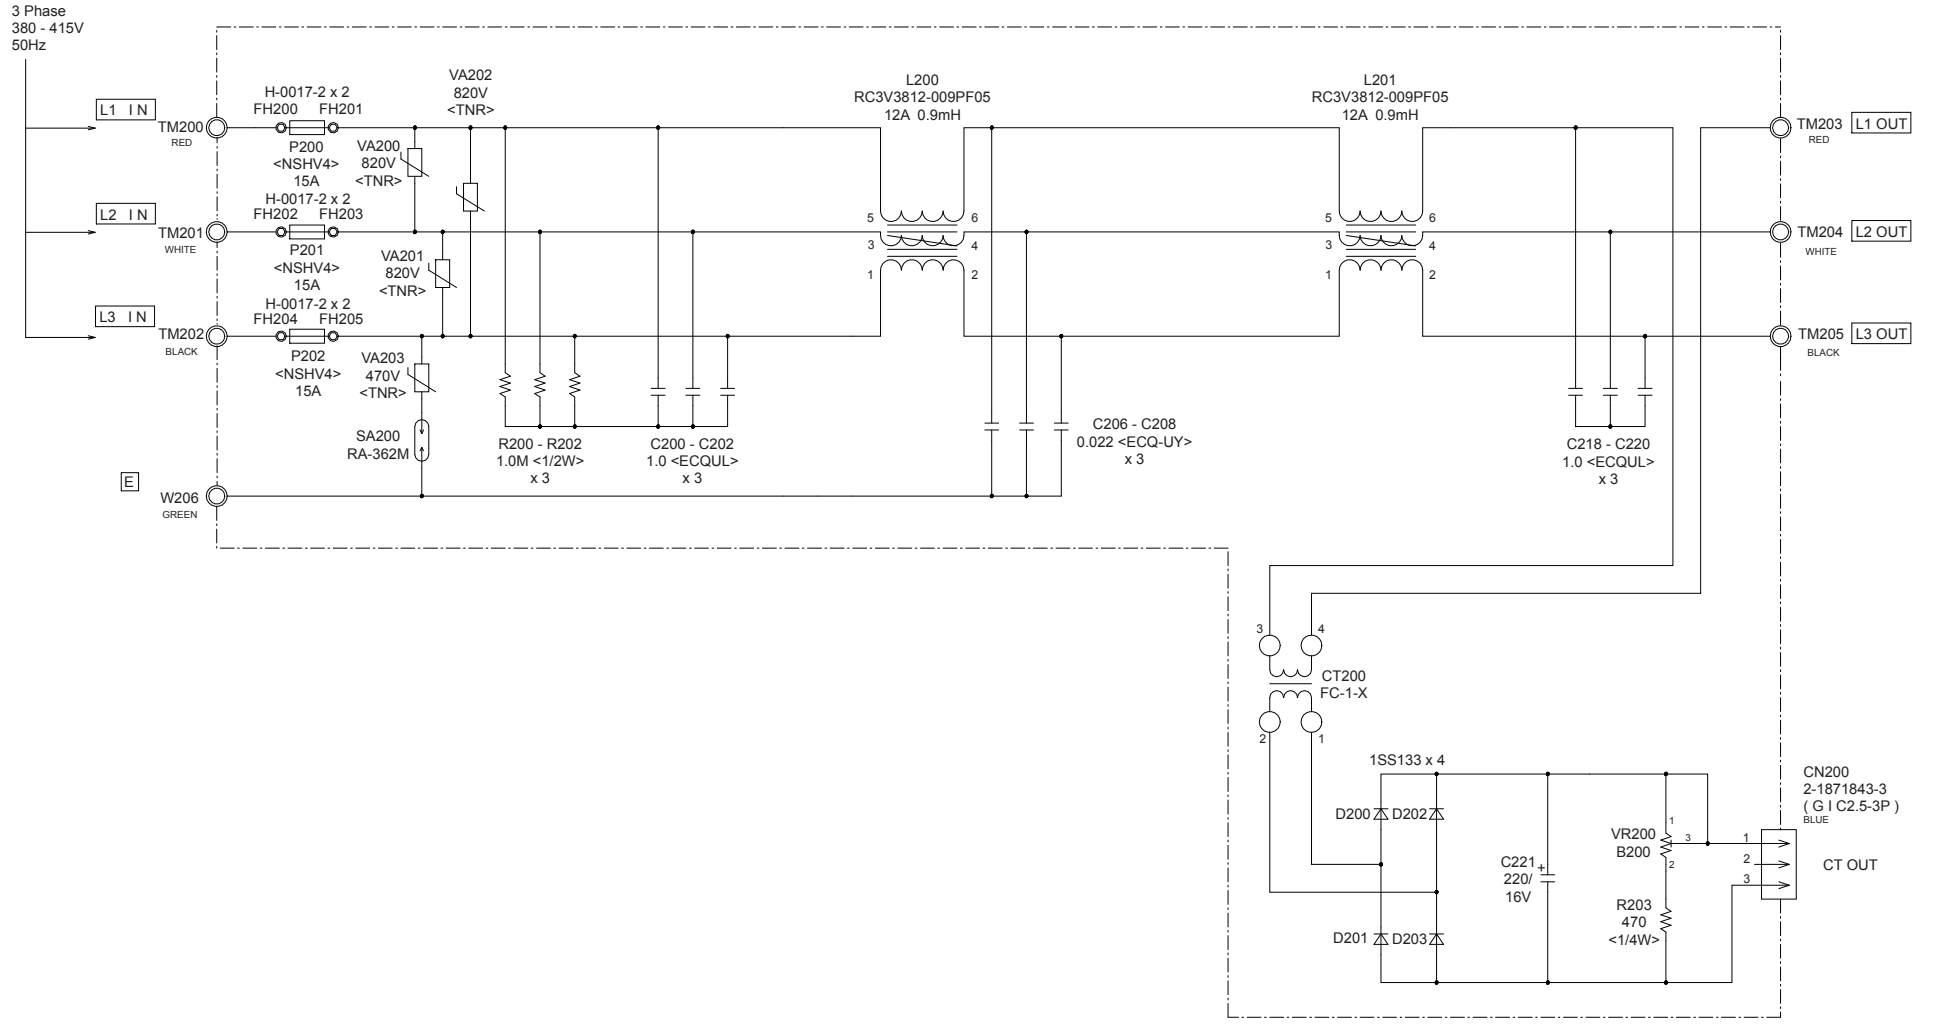 3 Phase
380 - 415V
50Hz
L1 IN
TM200
RED
H-0017-2 x 2
FH200 FH201
P200
<NSHV4>
15A
VA200
820V
<TNR>
VA202
820V
<TNR>
L200
RC3V3812-009PF05
12A 0.9mH
5 6
3 4
1 2
L201
RC3V3812-009PF05
12A 0.9mH
5 6
3 4
1 2
TM203 L1 OUT
RED
L2 IN
TM201
WHITE
H-0017-2 x 2
FH202 FH203
P201
<NSHV4>
15A
VA201
820V
<TNR>
TM204 L2 OUT
WHITE
L3 IN
TM202
BLACK
H-0017-2 x 2
FH204 FH205
P202
<NSHV4>
15A
VA203
470V
<TNR>
TM205 L3 OUT
BLACK
SA200
RA-362M
R200 - R202
1.0M <1/2W>
x 3
C200 - C202
1.0 <ECQUL>
x 3
C206 - C208
0.022 <ECQ-UY>
x 3
C218 - C220
1.0 <ECQUL>
x 3
E
W206
GREEN
3 4
CT200
FC-1-X
2 1
1SS133 x 4
D200 D202
D201 D203
C221 +
220/
16V
VR200
B200
1
3
2
R203
470
<1/4W>
CN200
2-1871843-3
( G I C2.5-3P )
BLUE
1
2
3
CT OUT